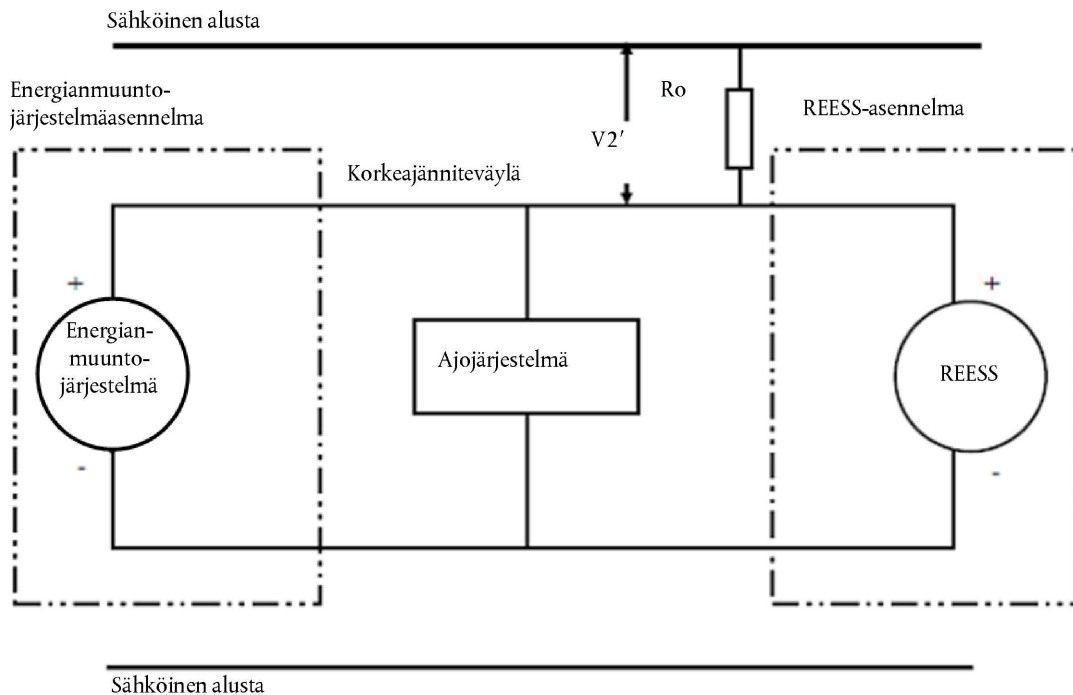 Sähköinen alusta
Energianmuunto-
järjestelmäasennelma
Ro
REESS-asennelma
V2′
Korkeajänniteväylä
+
+
Energian-
muunto-
järjestelmä
Ajojärjestelmä
REESS
-
-
Sähköinen alusta